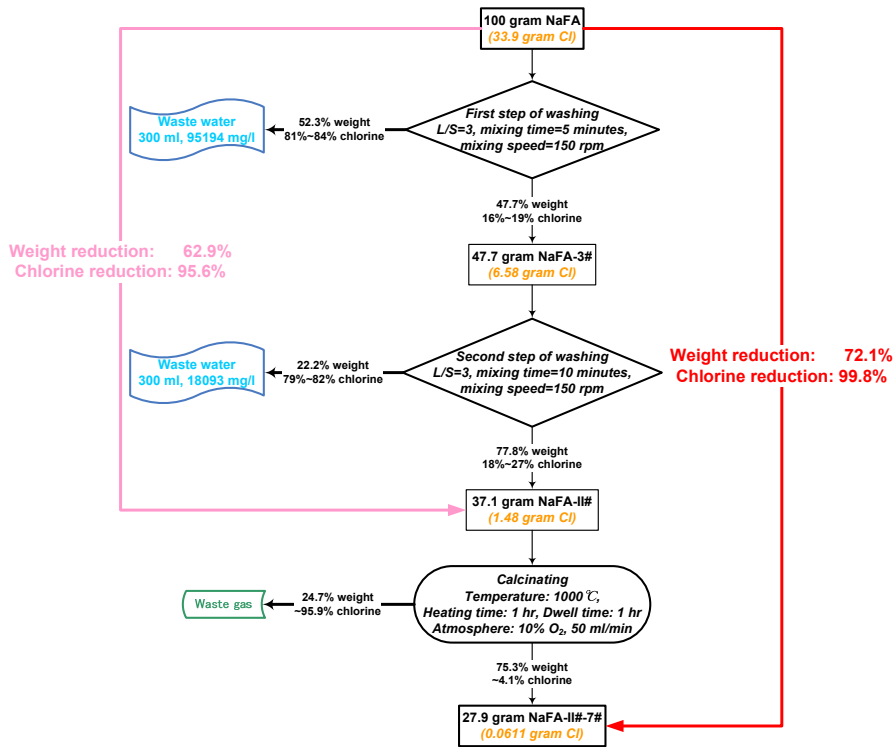 100 gram NaFA
(33.9 gram Cl)
First step of washing
L/S=3, mixing time=5 minutes,
mixing speed=150 rpm
52.3% weight
81%~84% chlorine
Waste water
300 ml, 95194 mg/l
47.7% weight
16%~19% chlorine
Weight reduction: 62.9%
Chlorine reduction: 95.6%
47.7 gram NaFA-3#
(6.58 gram Cl)
Second step of washing
L/S=3, mixing time=10 minutes,
mixing speed=150 rpm
22.2% weight
79%~82% chlorine
Waste water
300 ml, 18093 mg/l
Weight reduction: 72.1%
Chlorine reduction: 99.8%
77.8% weight
18%~27% chlorine
37.1 gram NaFA-II#
(1.48 gram Cl)
Calcinating
Temperature: 1000℃,
Heating time: 1 hr, Dwell time: 1 hr
Atmosphere: 10% O₂, 50 ml/min
24.7% weight
~95.9% chlorine
Waste gas
75.3% weight
~4.1% chlorine
27.9 gram NaFA-II#-7#
(0.0611 gram Cl)